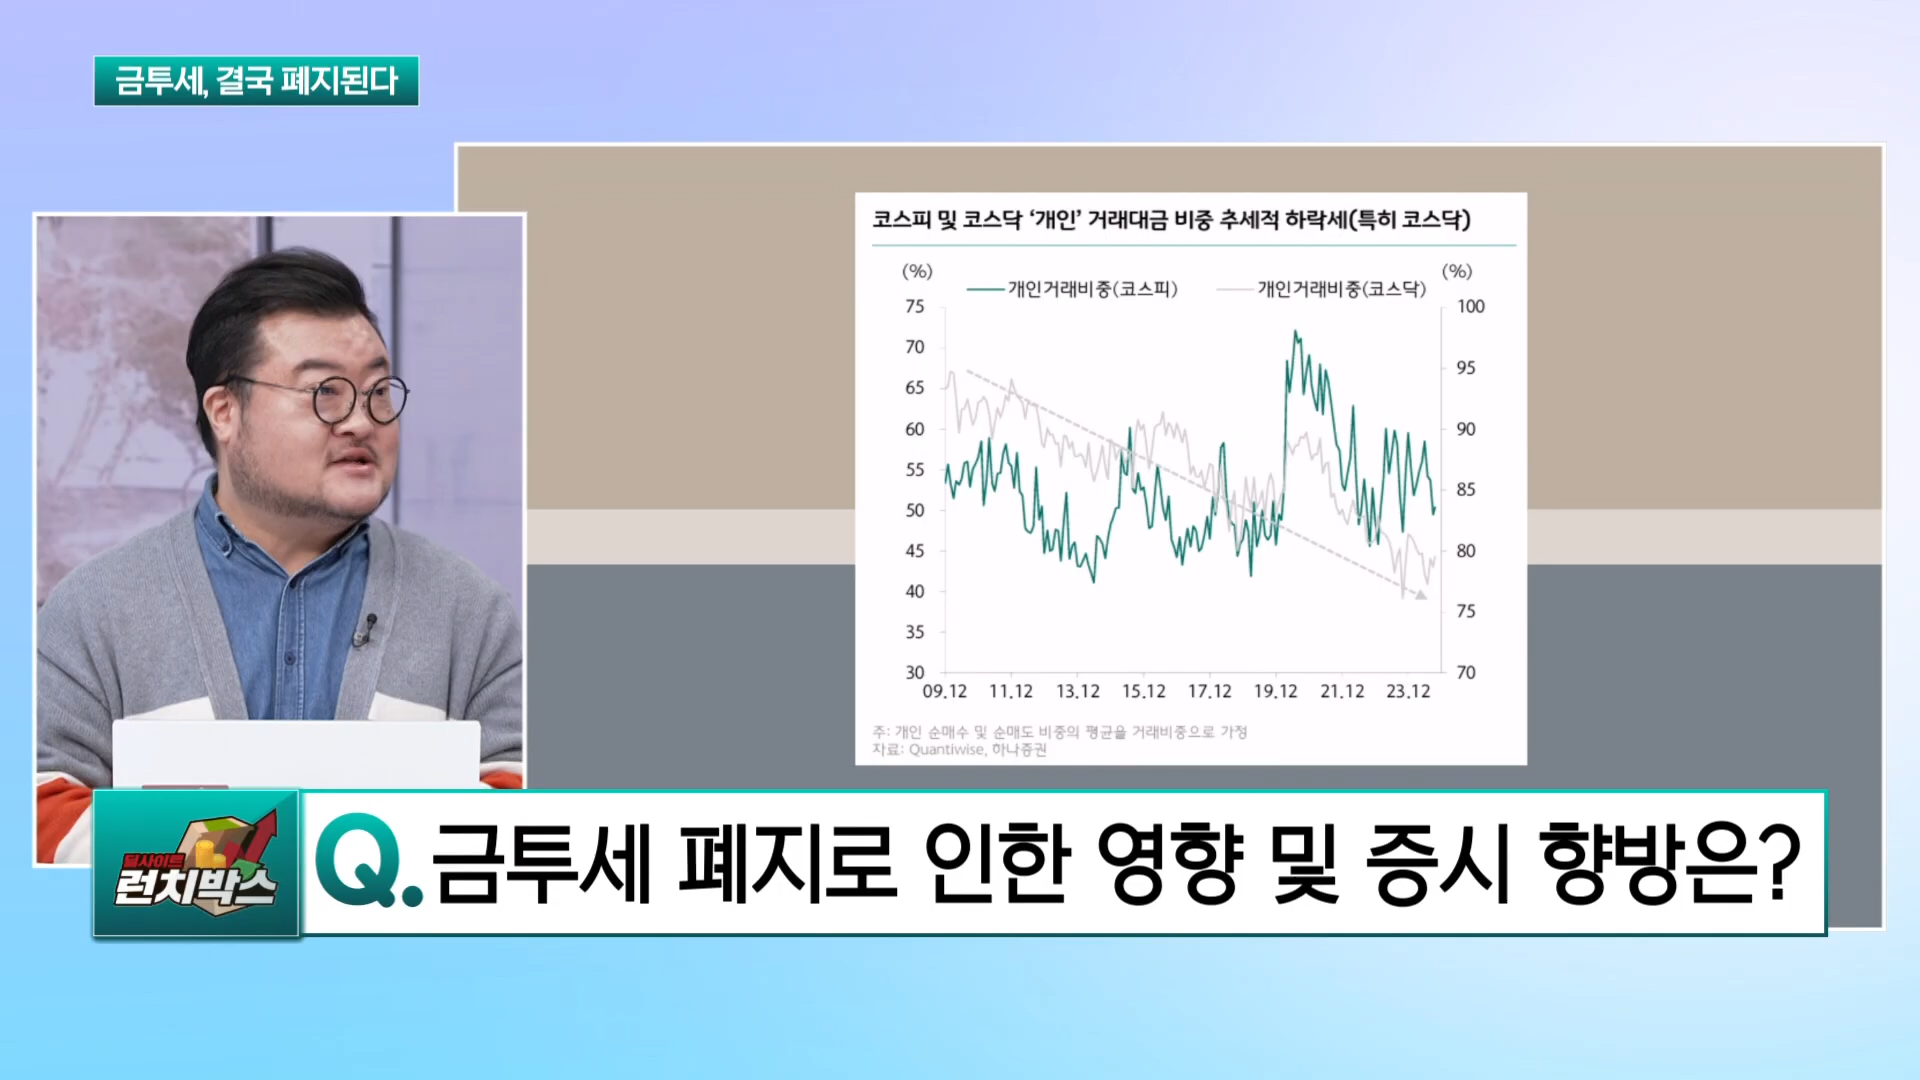 금투세, 결국 폐지된다
코스피 및 코스닥 ‘개인’ 거래대금 비중 추세적 하락세(특히 코스닥)
(%) (%)
개인거래비중(코스피) 개인거래비중(코스닥)
75 100
70
95
65
60 90
55
85
50
45 80
40
75
35
30 70
09.12 11.12 13.12 15.12 17.12 19.12 21.12 23.12
주: 개인 순매수 및 순매도 비중의 평균을 거래비중으로 가정
자료: Quantiwise, 하나증권
딜사이트
런치박스
Q.금투세 폐지로 인한 영향 및 증시 향방은?